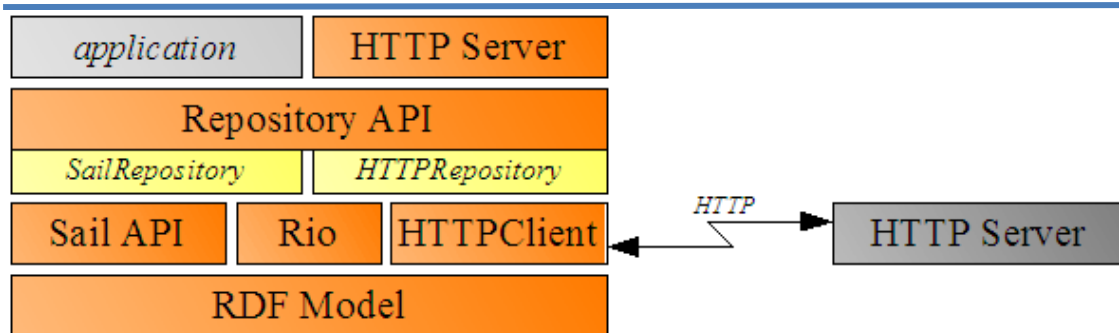 application
HTTP Server
Repository API
SailRepository
HTTPRepository
Sail API
Rio
HTTPClient
HTTP
HTTP Server
RDF Model